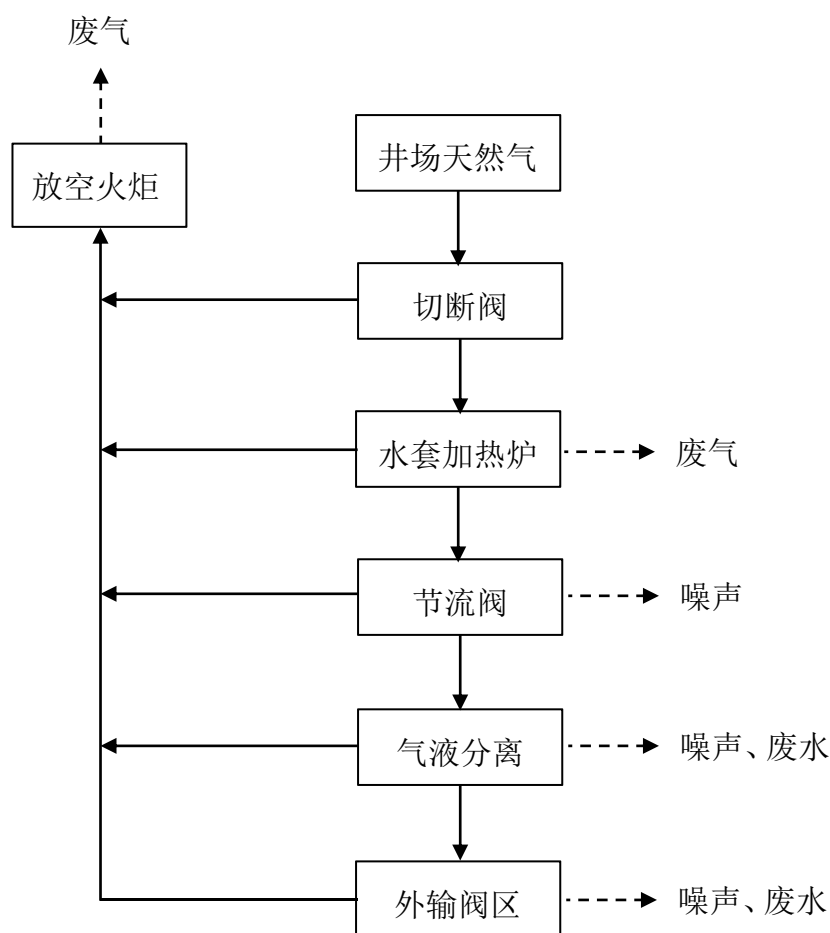 废气
井场天然气
放空火炬
切断阀
水套加热炉
废气
节流阀
噪声
气液分离
噪声、废水
外输阀区
噪声、废水